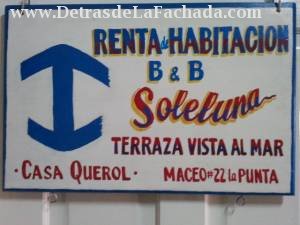 www.DetrasdeLaFachada.com
RENTA de HABITACION
B & B
Soleluna
TERRAZA VISTA AL MAR
· CASA QUEROL · MACEO #22 la PUNTA